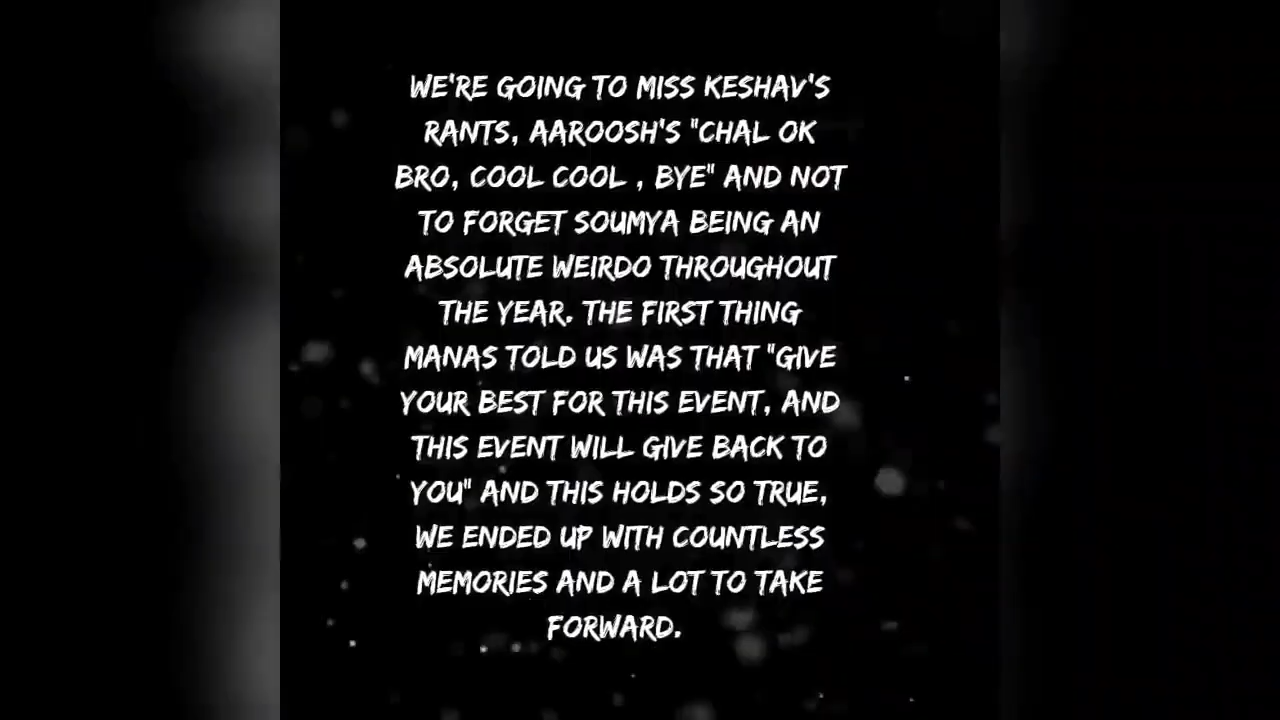 WE'RE GOING TO MISS KESHAV'S
RANTS, AAROOSH'S "CHAL OK
BRO, COOL COOL , BYE" AND NOT
TO FORGET SOUMYA BEING AN
ABSOLUTE WEIRDO THROUGHOUT
THE YEAR. THE FIRST THING
MANAS TOLD US WAS THAT "GIVE
YOUR BEST FOR THIS EVENT, AND
THIS EVENT WILL GIVE BACK TO
YOU" AND THIS HOLDS SO TRUE,
WE ENDED UP WITH COUNTLESS
MEMORIES AND A LOT TO TAKE
FORWARD.